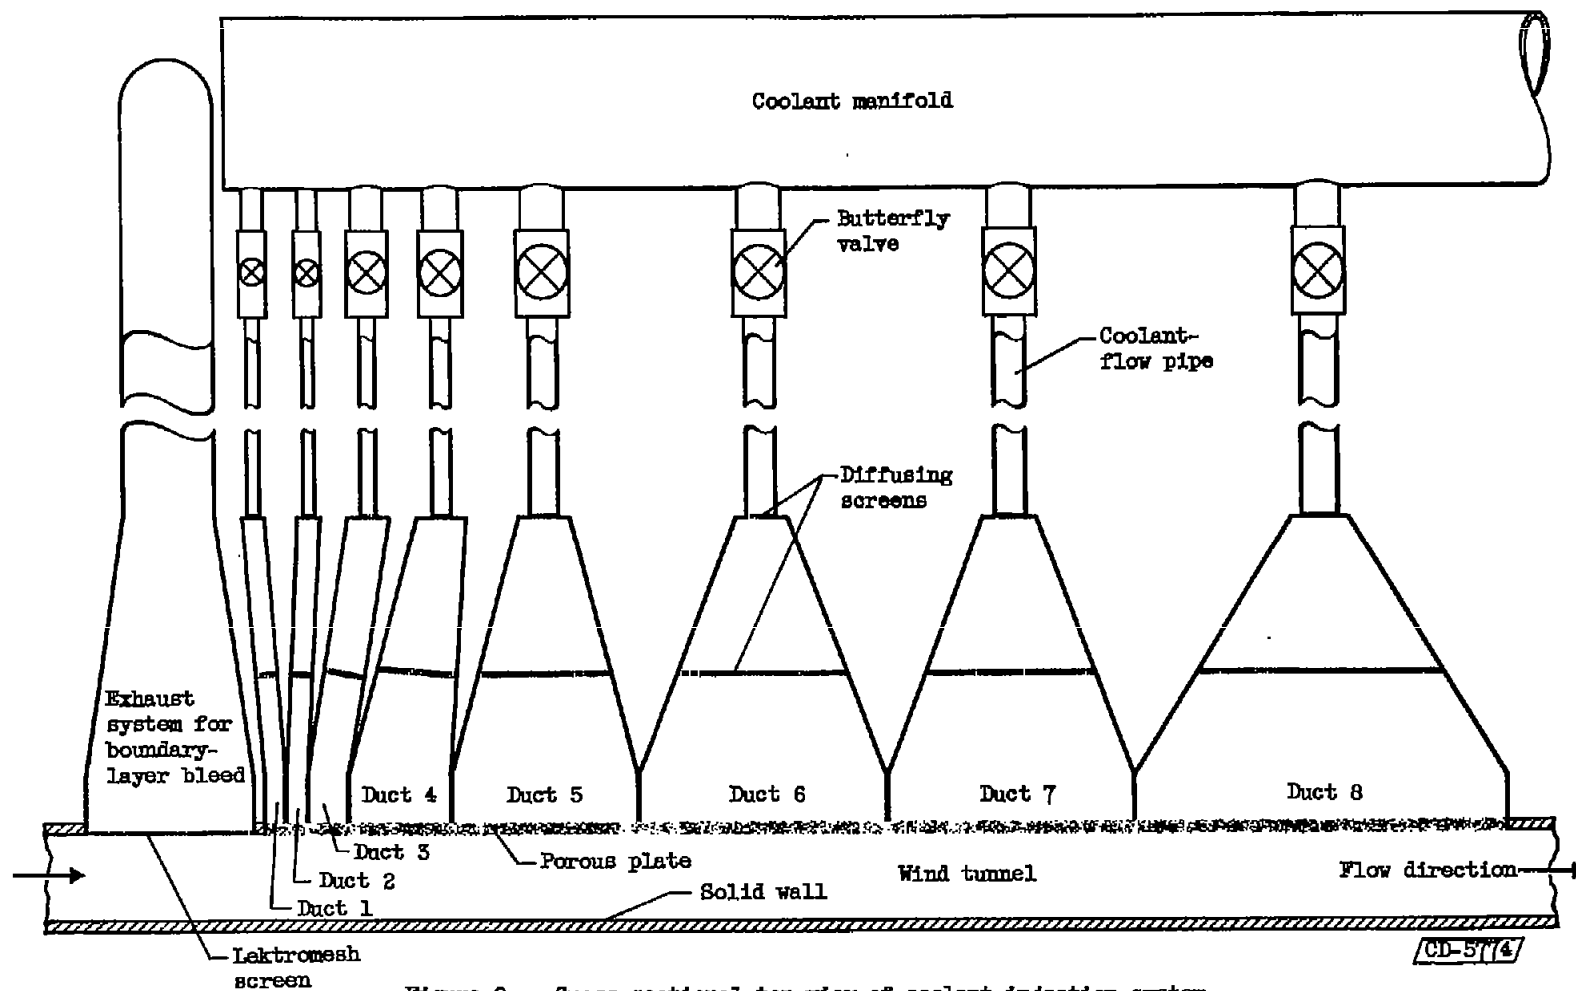 Coolant manifold
Butterfly
valve
Coolant-
flow pipe
Diffusing
screens
Exhaust
system for
boundary-
layer bleed
Duct 4
Duct 5
Duct 6
Duct 7
Duct 8
Duct 3
Duct 2
Duct 1
Porous plate
Solid wall
Wind tunnel
Flow direction
Lektromesh
screen
CD-5774